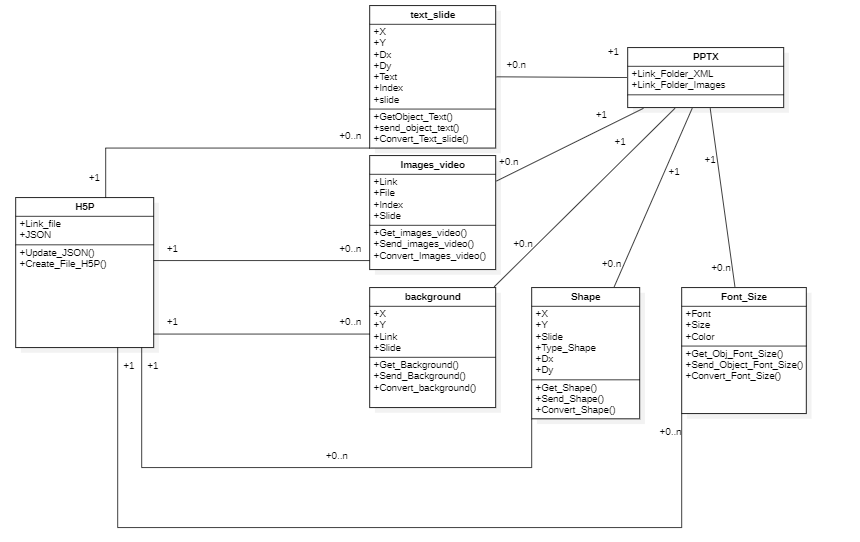 text_slide
+X
+Y
+Dx
+Dy
+Text
+Index
+slide
+GetObject_Text()
+send_object_text()
+Convert_Text_slide()
+0.n
+1
PPTX
+Link_Folder_XML
+Link_Folder_Images
+0..n
+1
Images_video
+Link
+File
+Index
+Slide
+Get_images_video()
+Send_images_video()
+Convert_Images_video()
+0.n
+1
+1
+1
+1
H5P
+Link_file
+JSON
+Update_JSON()
+Create_File_H5P()
+1
+0..n
+1
+0..n
+0.n
+0..n
+0..n
background
+X
+Y
+Link
+Slide
+Get_Background()
+Send_Background()
+Convert_background()
Shape
+X
+Y
+Slide
+Type_Shape
+Dx
+Dy
+Get_Shape()
+Send_Shape()
+Convert_Shape()
Font_Size
+Font
+Size
+Color
+Get_Obj_Font_Size()
+Send_Object_Font_Size()
+Convert_Font_Size()
+1
+1
+0..n
+0..n